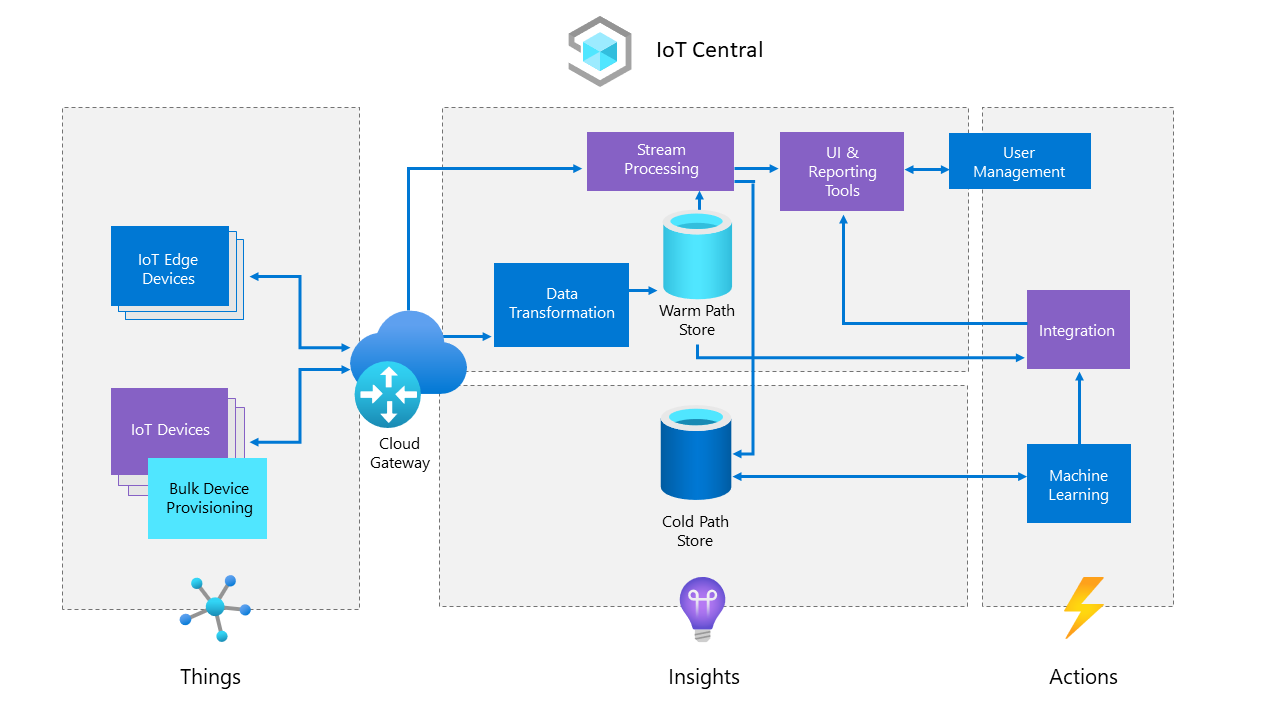 IoT Central
Stream
Processing
UI &
Reporting
Tools
User
Management
IoT Edge
Devices
Data
Transformation
Warm Path
Store
Integration
IoT Devices
Bulk Device
Provisioning
Cloud
Gateway
Machine
Learning
Cold Path
Store
Things
Insights
Actions